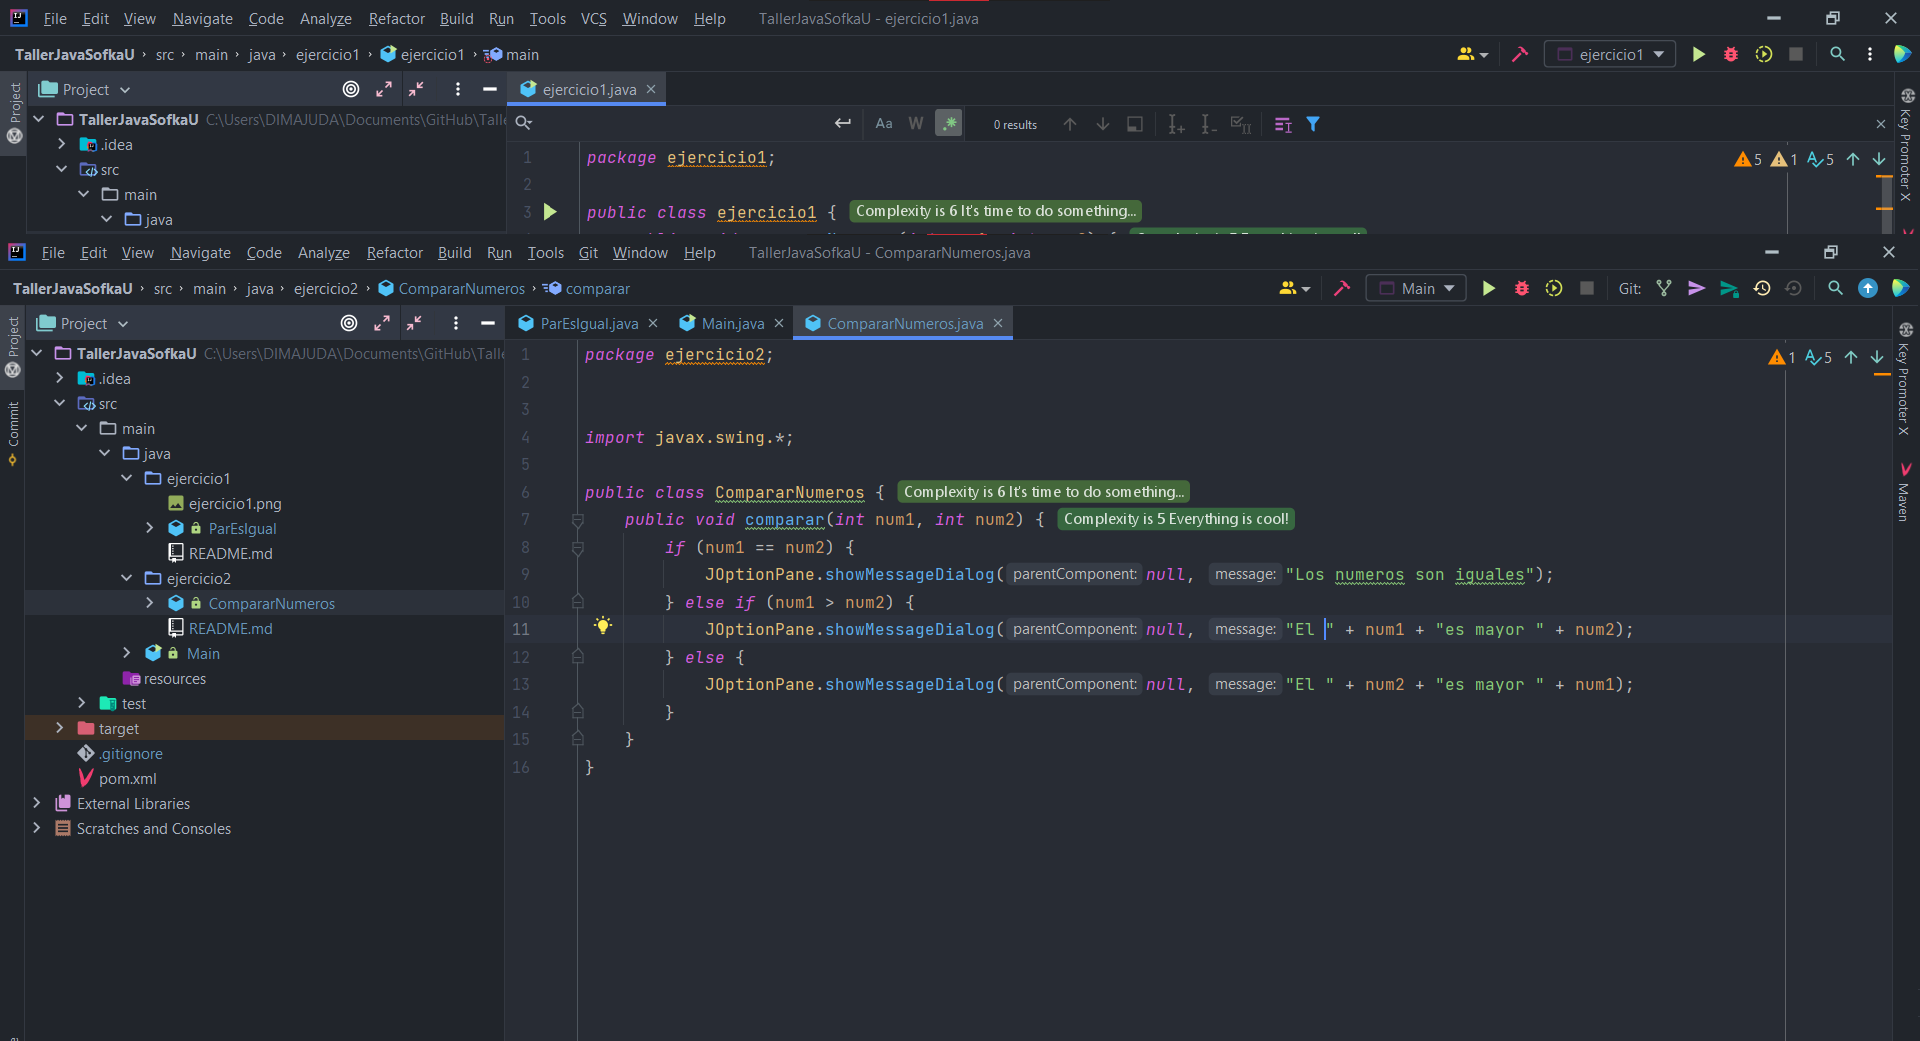 File Edit View Navigate Code Analyze Refactor Build Run Tools VCS Window Help TallerJavaSofkaU - ejercicio1.java
TallerJavaSofkaU src main java ejercicio1 ejercicio1 main ejercicio1
Project Project ejercicio1.java
TallerJavaSofkaU C:\Users\DIMAJUDA\Documents\GitHub\Talle
Aa W 0 results
Key Promoter X
.idea
src
main
java
5 1 5
1 package ejercicio1;
2
3 public class ejercicio1 { Complexity is 6 It's time to do something...
File Edit View Navigate Code Analyze Refactor Build Run Tools Git Window Help TallerJavaSofkaU - CompararNumeros.java
TallerJavaSofkaU src main java ejercicio2 CompararNumeros comparar Main Git:
Project Project ParEsIgual.java Main.java CompararNumeros.java
Commit
TallerJavaSofkaU C:\Users\DIMAJUDA\Documents\GitHub\Talle
.idea
src
main
java
ejercicio1
ejercicio1.png
ParEsIgual
README.md
ejercicio2
CompararNumeros
README.md
Main
resources
test
target
.gitignore
pom.xml
External Libraries
Scratches and Consoles
1 5
1 package ejercicio2;
2
3
4 import javax.swing.*;
5
6 public class CompararNumeros { Complexity is 6 It's time to do something...
7 public void comparar(int num1, int num2) { Complexity is 5 Everything is cool!
8 if (num1 == num2) {
9 JOptionPane.showMessageDialog( parentComponent: null, message: "Los numeros son iguales");
10 } else if (num1 > num2) {
11 JOptionPane.showMessageDialog( parentComponent: null, message: "El " + num1 + "es mayor " + num2);
12 } else {
13 JOptionPane.showMessageDialog( parentComponent: null, message: "El " + num2 + "es mayor " + num1);
14 }
15 }
16 }
Key Promoter X
Maven